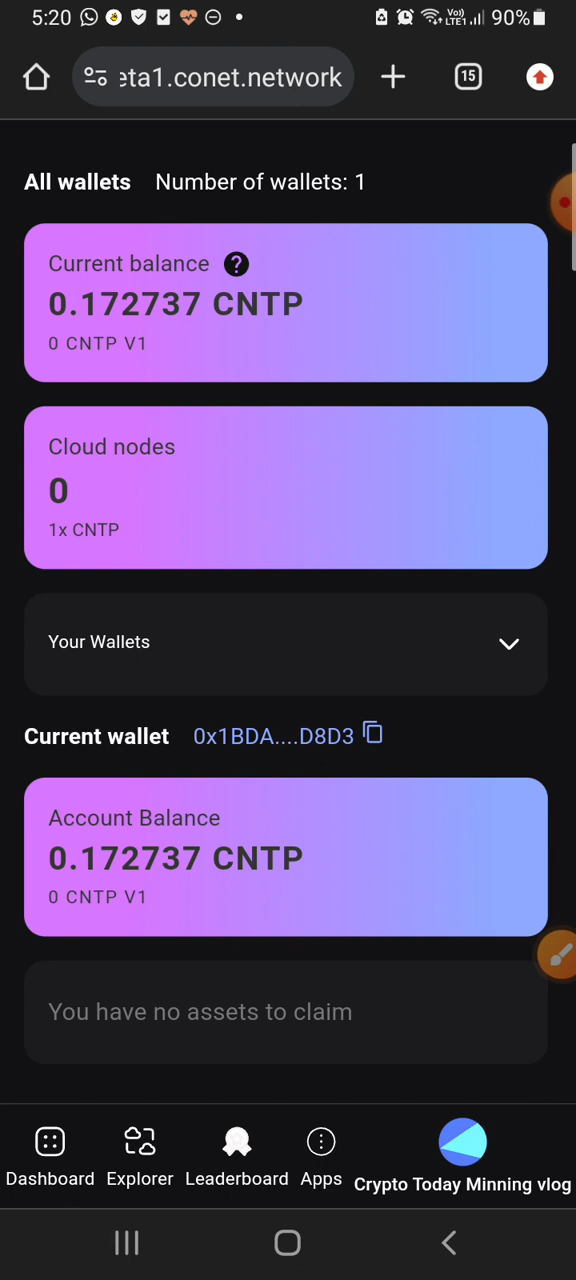 5:20
Vo))
LTE1
90%
eta1.conet.network
15
All wallets Number of wallets: 1
Current balance ?
0.172737 CNTP
0 CNTP V1
Cloud nodes
0
1x CNTP
Your Wallets
Current wallet 0x1BDA....D8D3
Account Balance
0.172737 CNTP
0 CNTP V1
You have no assets to claim
Dashboard Explorer Leaderboard Apps Crypto Today Minning vlog